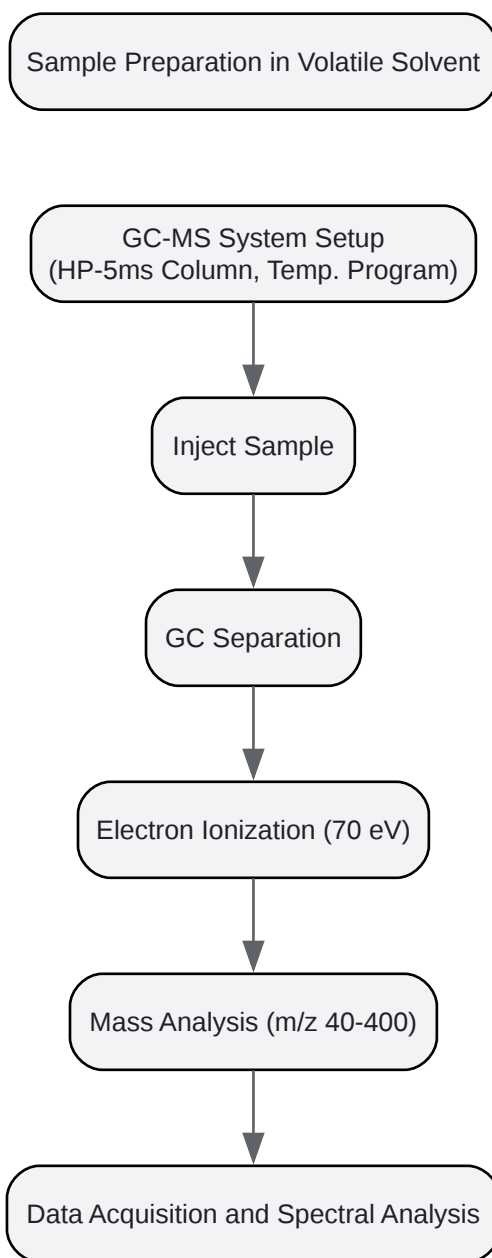 Sample Preparation in Volatile Solvent
GC-MS System Setup
(HP-5ms Column, Temp. Program)
Inject Sample
GC Separation
Electron Ionization (70 eV)
Mass Analysis (m/z 40-400)
Data Acquisition and Spectral Analysis